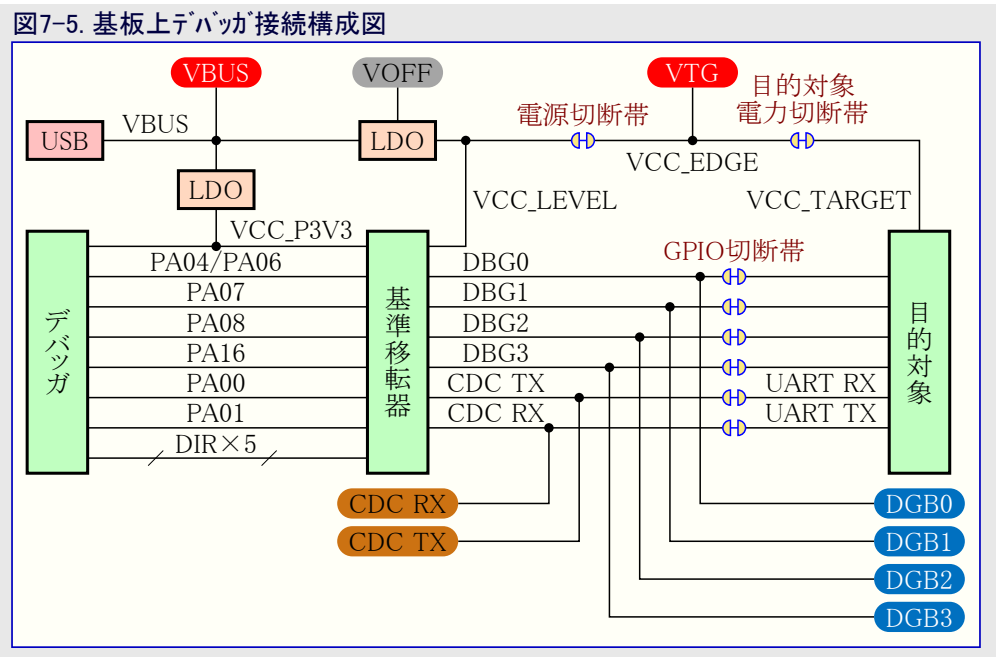 図7-5. 基板上ﾃﾞﾊﾞｯｶﾞ接続構成図
VBUS
VOFF
VTG
目的対象
電力切断帯
電源切断帯
USB
VBUS
LDO
VCC_EDGE
LDO
VCC_LEVEL
VCC_TARGET
VCC_P3V3
GPIO切断帯
デバッガ
基準移転器
目的対象
PA04/PA06
DBG0
PA07
DBG1
PA08
DBG2
PA16
DBG3
PA00
CDC TX
UART RX
PA01
CDC RX
UART TX
DIR×5
CDC RX
DGB0
CDC TX
DGB1
DGB2
DGB3